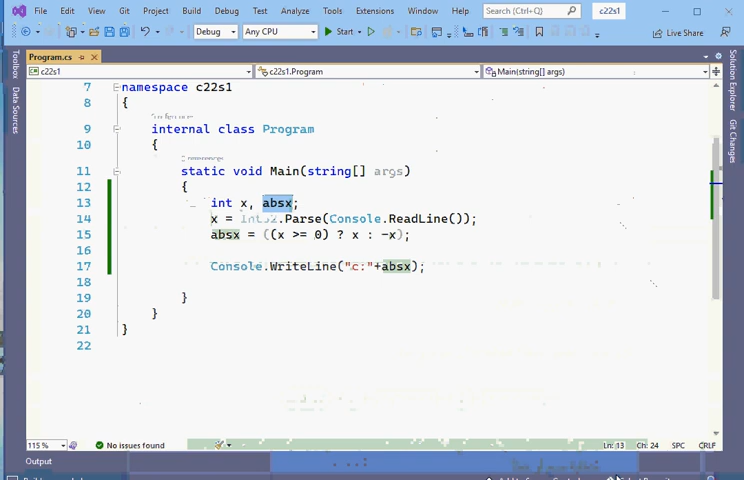 File Edit View Git Project Build Debug Test Analyze Tools Extensions Window Help Search (Ctrl+Q) c22s1
Debug Any CPU Start Live Share
Program.cs
c22s1 c22s1.Program Main(string[] args)
Toolbox
Data Sources
Solution Explorer
Git Changes
7 namespace c22s1
8 {
9 internal class Program
10 {
11 static void Main(string[] args)
12 {
13 int x, absx;
14 x = Int32.Parse(Console.ReadLine());
15 absx = ((x >= 0) ? x : -x);
16
17 Console.WriteLine("c:"+absx);
18
19 }
20 }
21 }
22
115 % No issues found Ln: 13 Ch: 24 SPC CRLF
Output